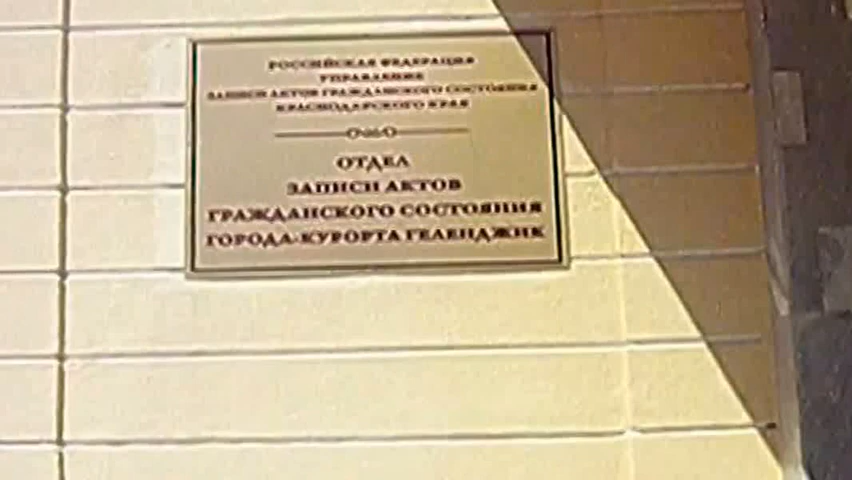 РОССИЙСКАЯ ФЕДЕРАЦИЯ
УПРАВЛЕНИЕ
ЗАПИСИ АКТОВ ГРАЖДАНСКОГО СОСТОЯНИЯ
КРАСНОДАРСКОГО КРАЯ
ОТДЕЛ
ЗАПИСИ АКТОВ
ГРАЖДАНСКОГО СОСТОЯНИЯ
ГОРОДА-КУРОРТА ГЕЛЕНДЖИК